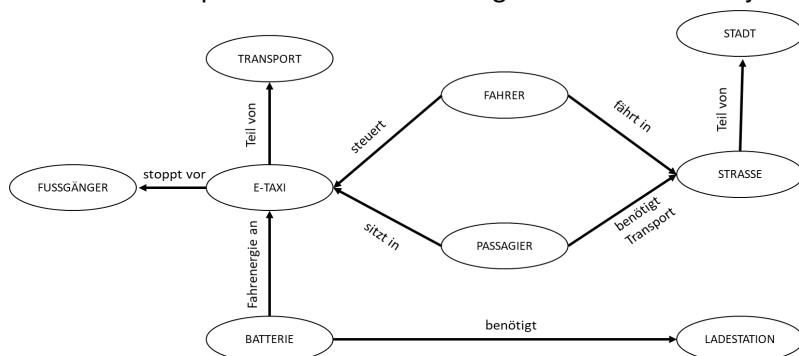 STADT
TRANSPORT
FAHRER
Teil von
steuert
fährt in
Teil von
FUSSGÄNGER
stoppt vor
E-TAXI
STRASSE
sitzt in
PASSAGIER
benötigt
Transport
Fahrenergie an
BATTERIE
benötigt
LADESTATION